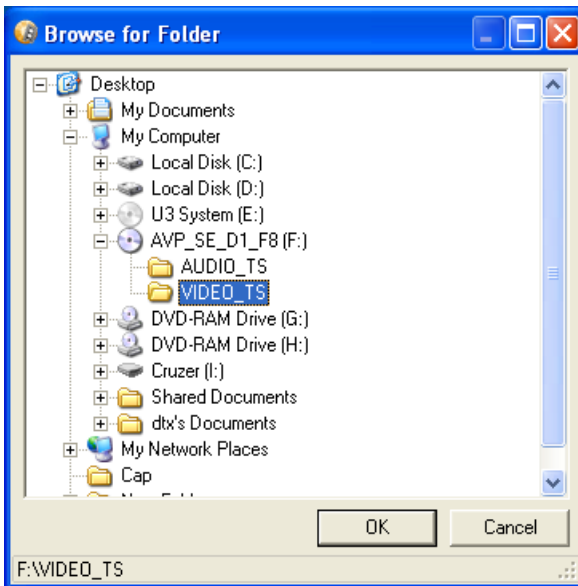 Browse for Folder
Desktop
My Documents
My Computer
Local Disk (C:)
Local Disk (D:)
U3 System (E:)
AVP_SE_D1_F8 (F:)
AUDIO_TS
VIDEO_TS
DVD-RAM Drive (G:)
DVD-RAM Drive (H:)
Cruzer (I:)
Shared Documents
dtx's Documents
My Network Places
Cap
OK Cancel
F:\VIDEO_TS